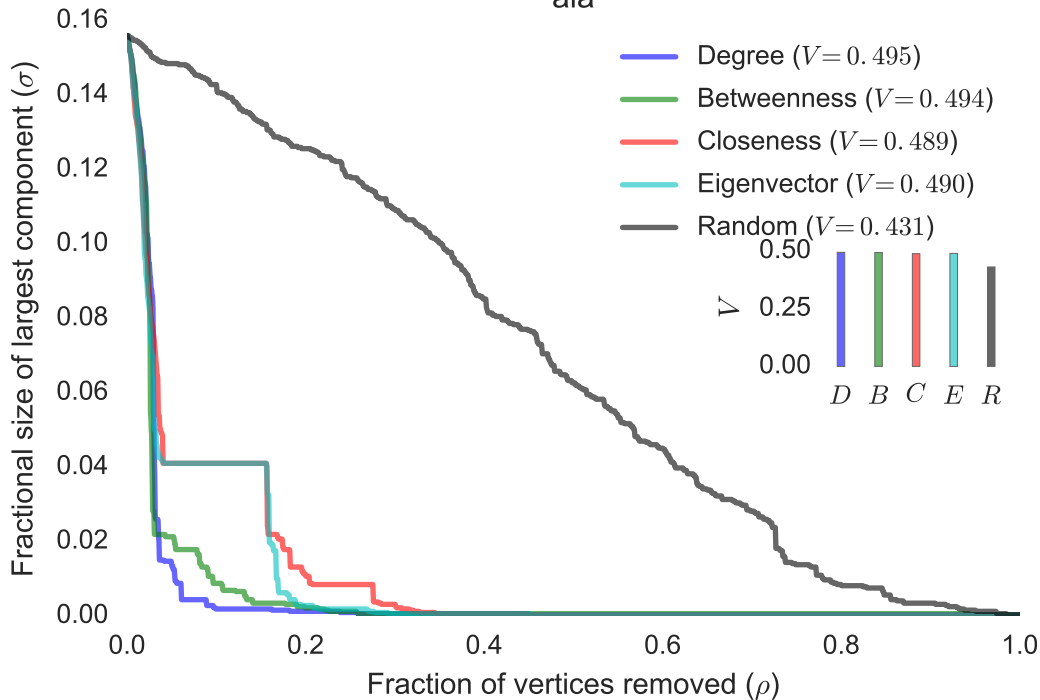 0.16
0.14
0.12
0.10
0.08
0.06
0.04
0.02
0.00
Fractional size of largest component (σ)
Degree (V=0.495)
Betweenness (V=0.494)
Closeness (V=0.489)
Eigenvector (V=0.490)
Random (V=0.431)
0.50
0.25
0.00
V
D B C E R
0.0 0.2 0.4 0.6 0.8 1.0
Fraction of vertices removed (ρ)